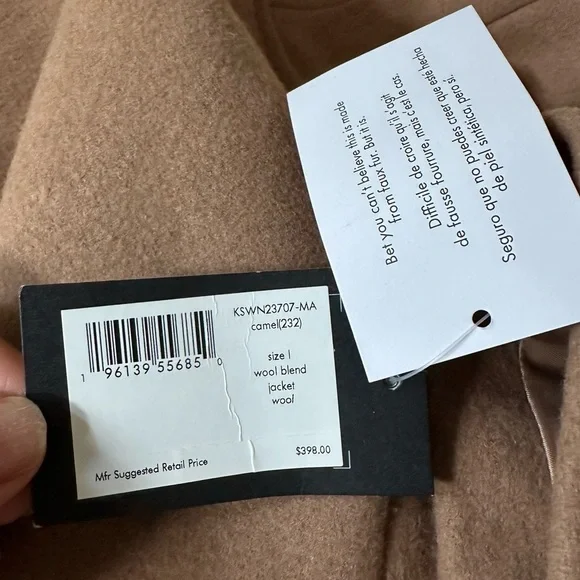 Bet you can't believe this is made
from faux fur. But it is.
Difficile de croire qu'il s'agit
de fausse fourrure, mais c'est le cas.
Seguro que no puedes creer que esté hecha
de piel sintética, pero sí.
KSWN23707-MA
camel(232)
size l
wool blend
jacket
wool
1 96139 55685 0
$398.00
Mfr Suggested Retail Price